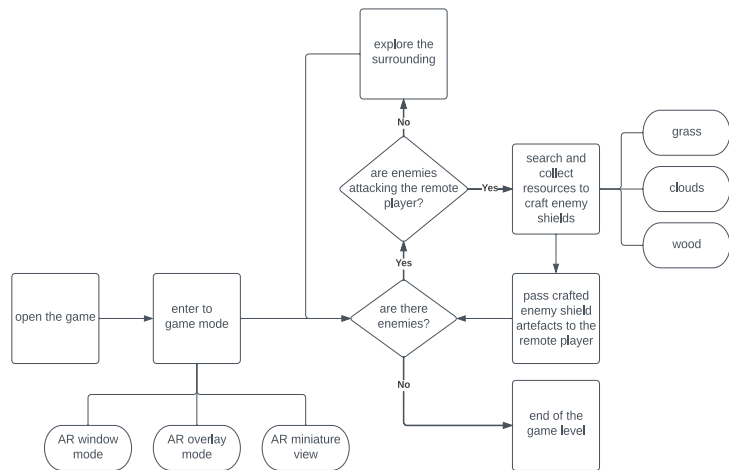 explore the
surrounding
No
are enemies
attacking the remote
player?
Yes
search and
collect
resources to
craft enemy
shields
grass
clouds
wood
Yes
open the game
enter to
game mode
are there
enemies?
pass crafted
enemy shield
artefacts to the
remote player
No
AR window
mode
AR overlay
mode
AR miniature
view
end of the
game level